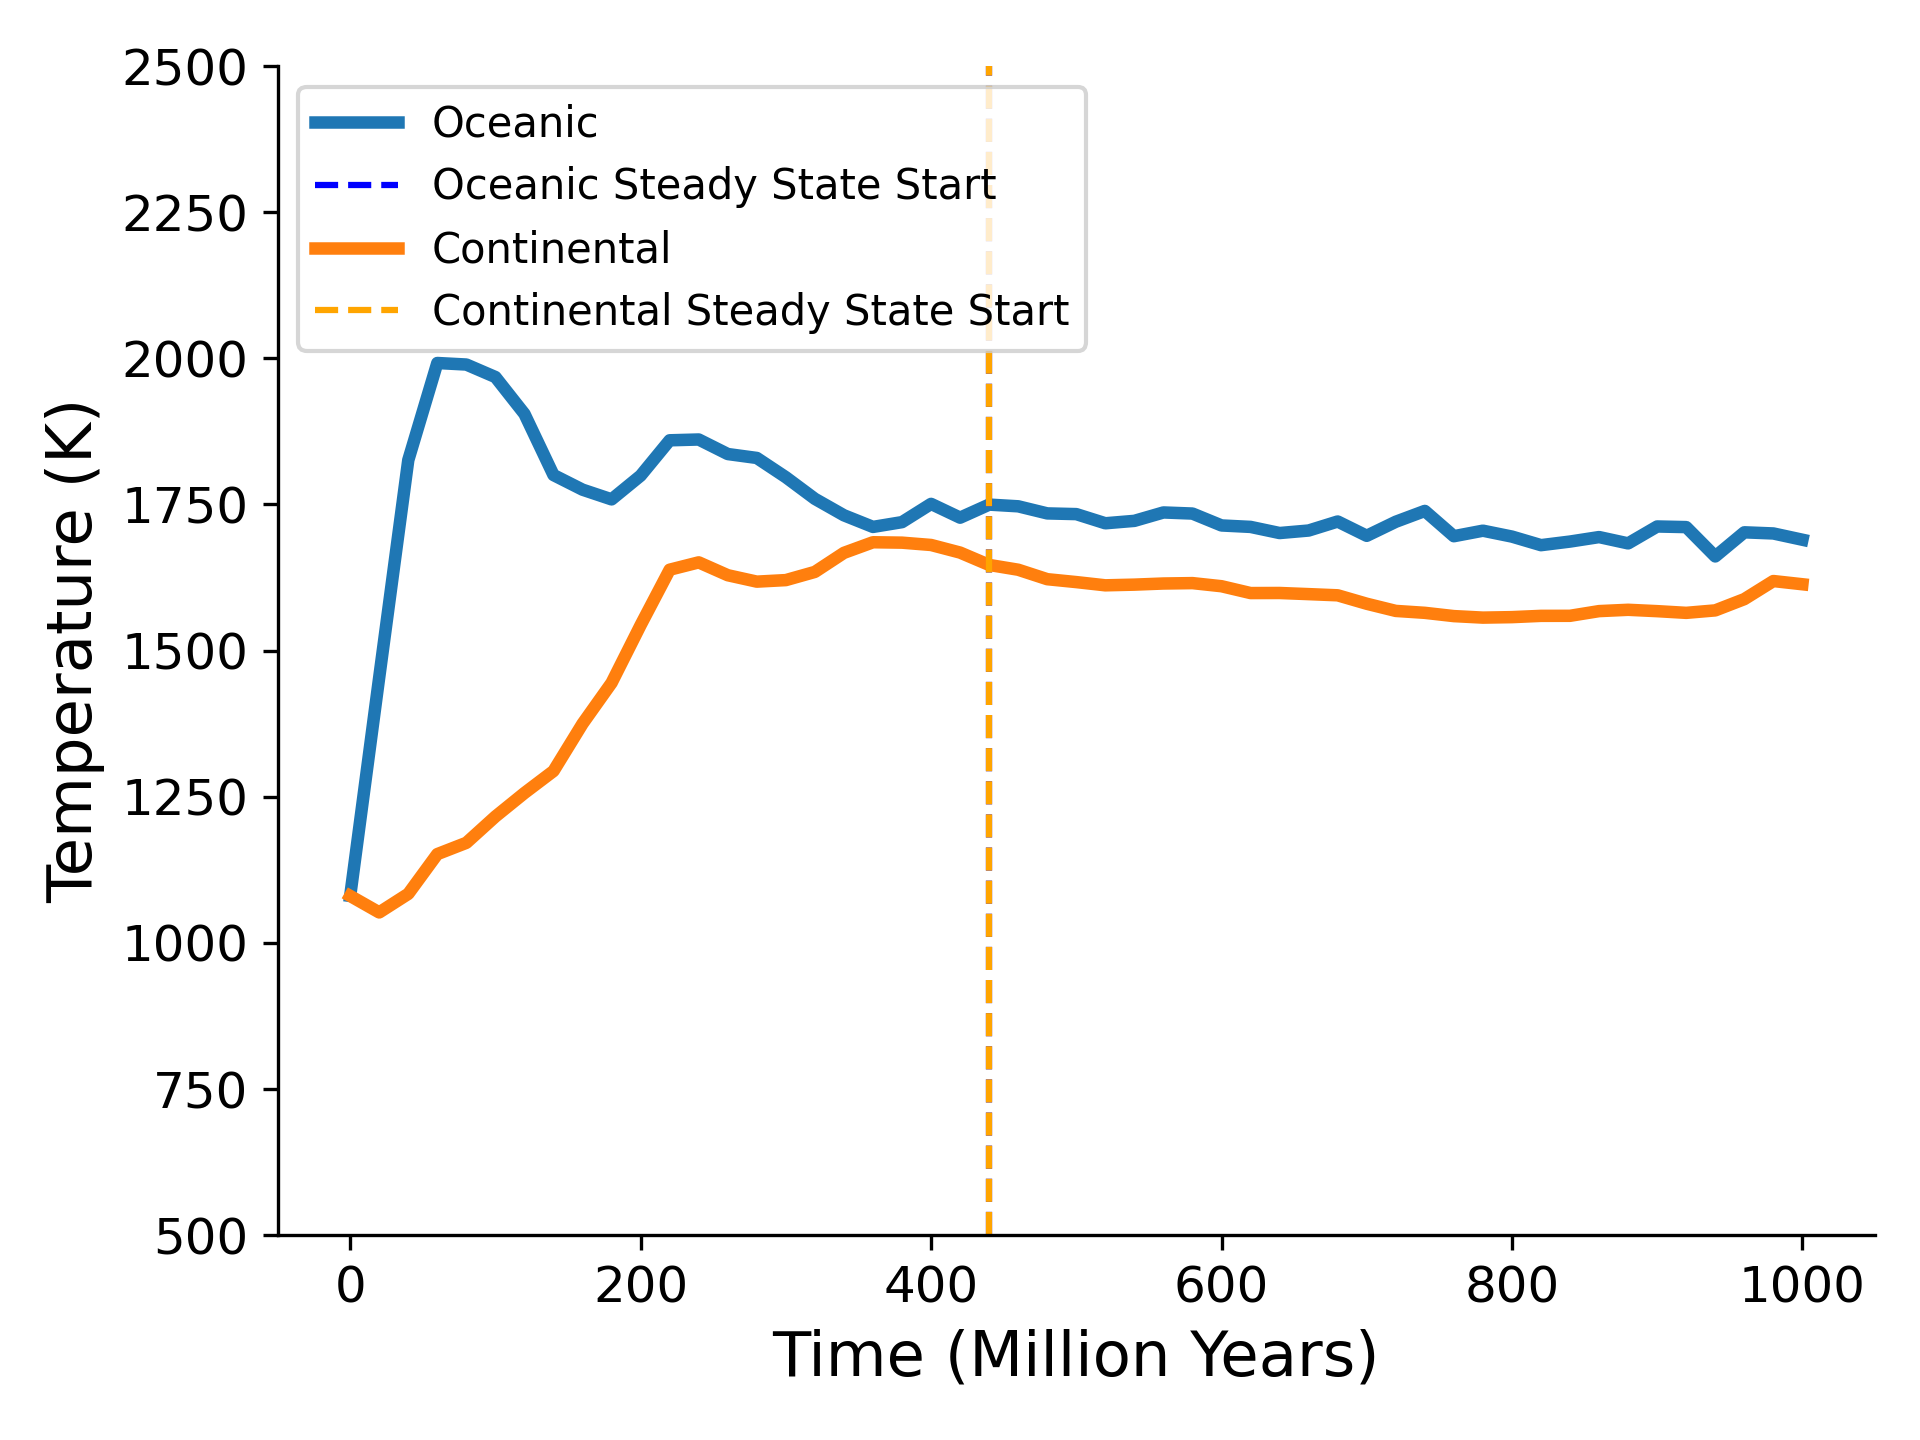 2500
2250
2000
1750
1500
1250
1000
750
500
Temperature (K)
Oceanic
Oceanic Steady State Start
Continental
Continental Steady State Start
0 200 400 600 800 1000
Time (Million Years)